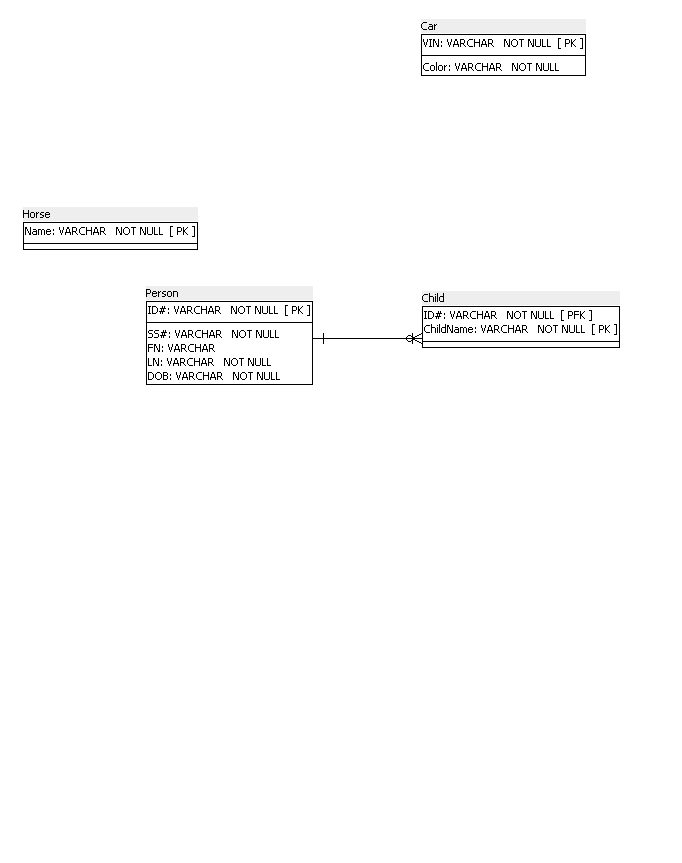 Car
VIN: VARCHAR NOT NULL [ PK ]
Color: VARCHAR NOT NULL
Horse
Name: VARCHAR NOT NULL [ PK ]
Person
ID#: VARCHAR NOT NULL [ PK ]
SS#: VARCHAR NOT NULL
FN: VARCHAR
LN: VARCHAR NOT NULL
DOB: VARCHAR NOT NULL
Child
ID#: VARCHAR NOT NULL [ PFK ]
ChildName: VARCHAR NOT NULL [ PK ]